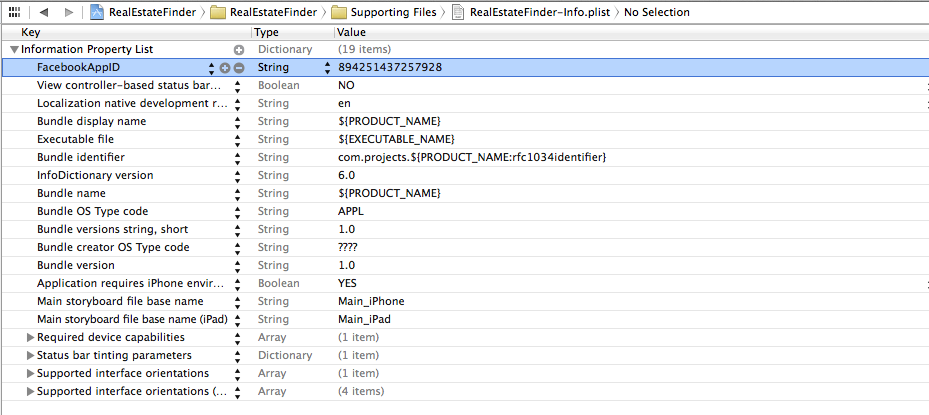 RealEstateFinder RealEstateFinder Supporting Files RealEstateFinder-Info.plist No Selection
Key Type Value
Information Property List Dictionary (19 items)
FacebookAppID String 894251437257928
View controller-based status bar... Boolean NO
Localization native development r... String en
Bundle display name String ${PRODUCT_NAME}
Executable file String ${EXECUTABLE_NAME}
Bundle identifier String com.projects.${PRODUCT_NAME:rfc1034identifier}
InfoDictionary version String 6.0
Bundle name String ${PRODUCT_NAME}
Bundle OS Type code String APPL
Bundle versions string, short String 1.0
Bundle creator OS Type code String ????
Bundle version String 1.0
Application requires iPhone envir... Boolean YES
Main storyboard file base name String Main_iPhone
Main storyboard file base name (iPad) String Main_iPad
Required device capabilities Array (1 item)
Status bar tinting parameters Dictionary (1 item)
Supported interface orientations Array (1 item)
Supported interface orientations (... Array (4 items)